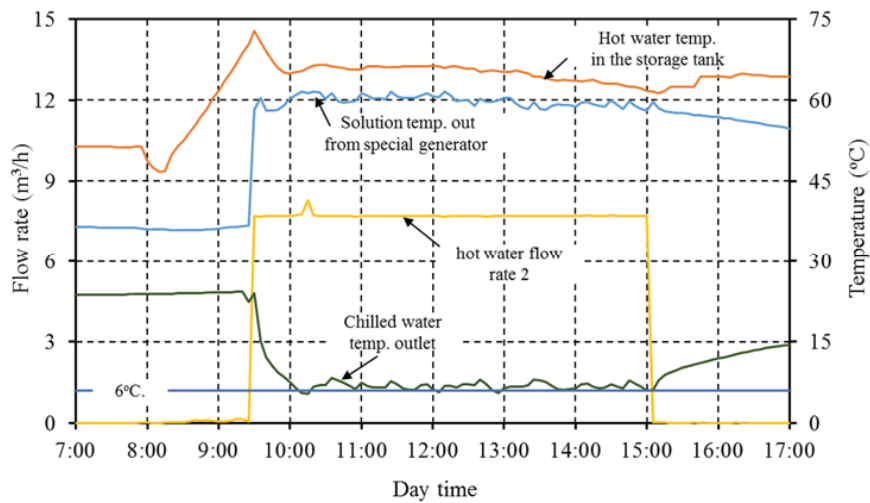 15
75
Hot water temp.
in the storage tank
12
60
Solution temp. out
from special generator
9
45
Flow rate (m³/h)
Temperature (°C)
hot water flow
rate 2
6
30
Chilled water
temp. outlet
3
15
6°C.
0
0
7:00 8:00 9:00 10:00 11:00 12:00 13:00 14:00 15:00 16:00 17:00
Day time